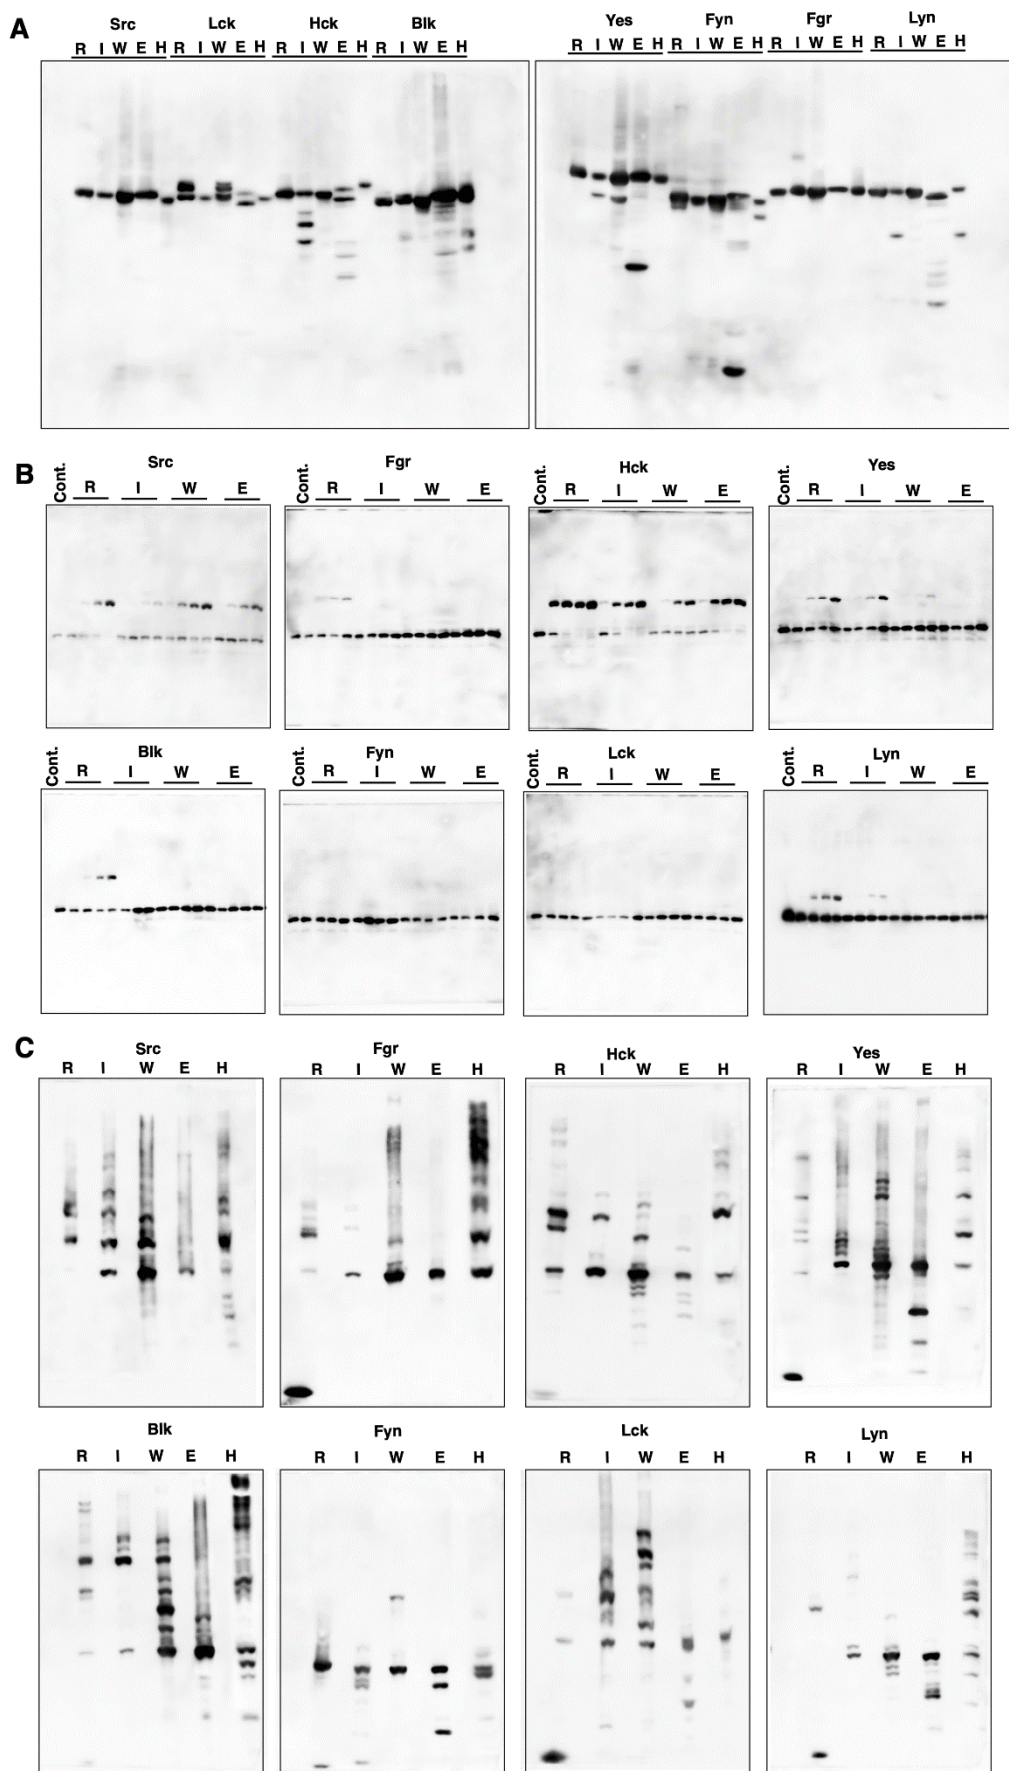 A
Src Lck Hck Blk
R I W E H R I W E H R I W E H R I W E H
Yes Fyn Fgr Lyn
R I W E H R I W E H R I W E H R I W E H
B
Src
Cont. R I W E
Fgr
Cont. R I W E
Hck
Cont. R I W E
Yes
Cont. R I W E
Blk
Cont. R I W E
Fyn
Cont. R I W E
Lck
Cont. R I W E
Lyn
Cont. R I W E
C
Src
R I W E H
Fgr
R I W E H
Hck
R I W E H
Yes
R I W E H
Blk
R I W E H
Fyn
R I W E H
Lck
R I W E H
Lyn
R I W E H